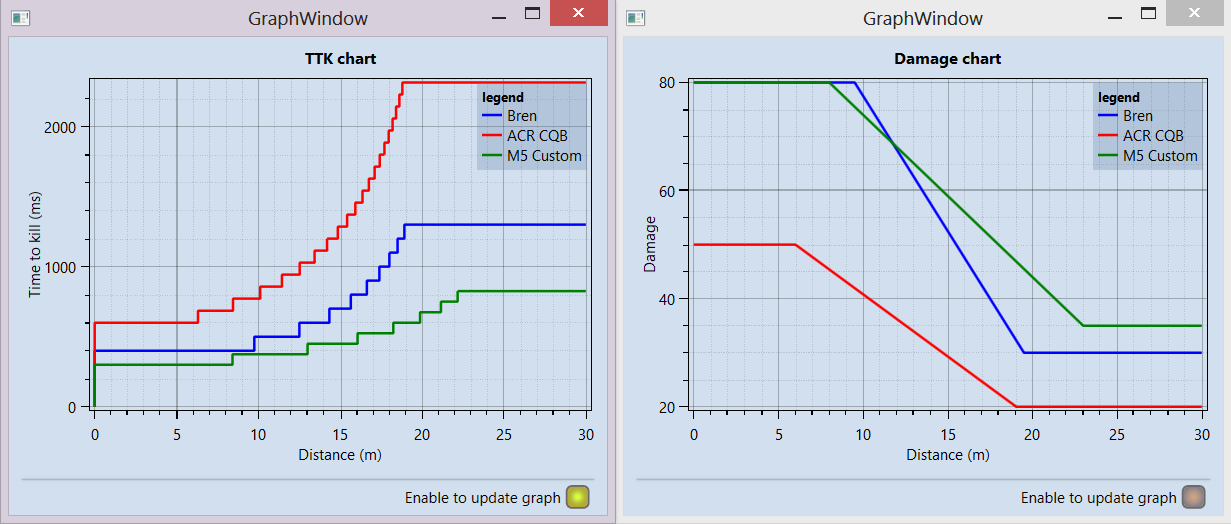 GraphWindow
TTK chart
Time to kill (ms)
2000
1000
0
legend
Bren
ACR CQB
M5 Custom
0 5 10 15 20 25 30
Distance (m)
Enable to update graph
GraphWindow
Damage chart
Damage
80
60
40
20
legend
Bren
ACR CQB
M5 Custom
0 5 10 15 20 25 30
Distance (m)
Enable to update graph